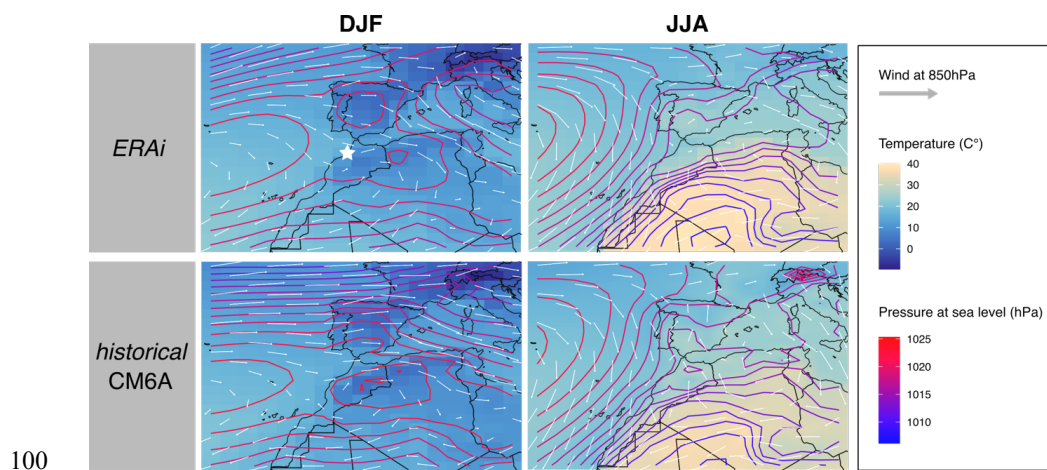 DJF
JJA
ERAi
historical
CM6A
Wind at 850hPa
Temperature (C°)
40
30
20
10
0
Pressure at sea level (hPa)
1025
1020
1015
1010
100